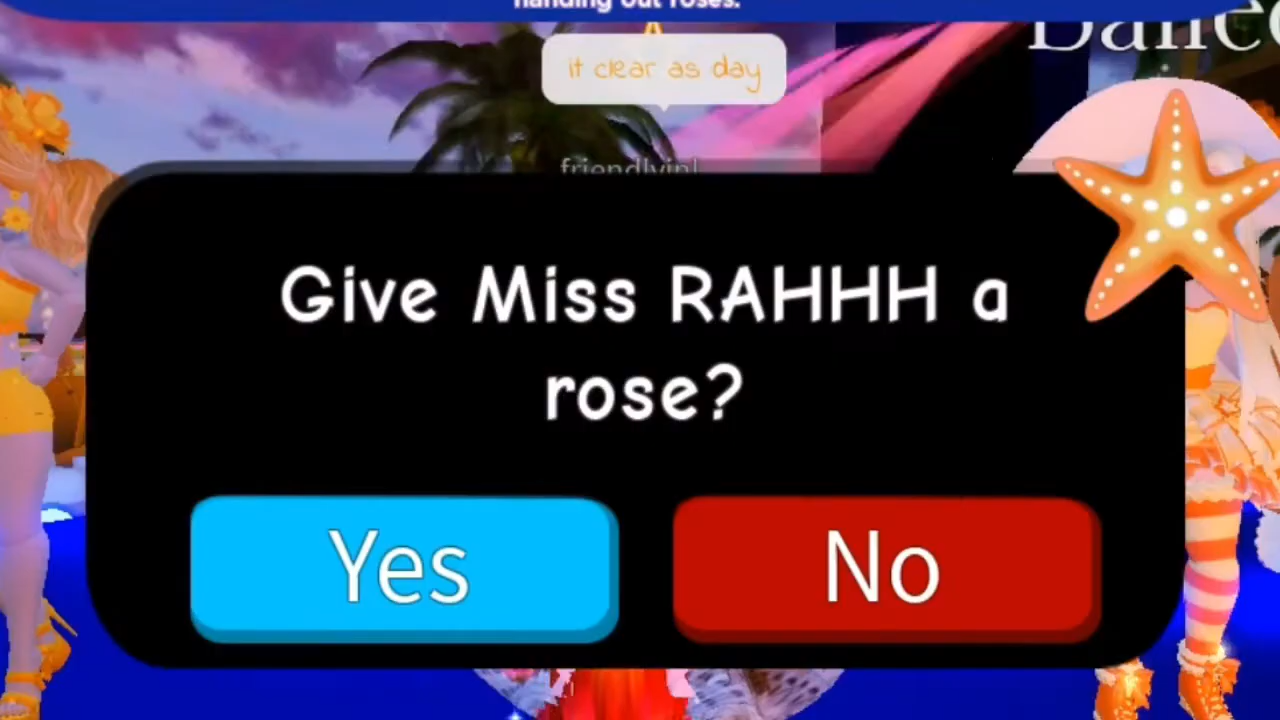 handing out roses.
it clear as day
Give Miss RAHHH a
rose?
Yes
No